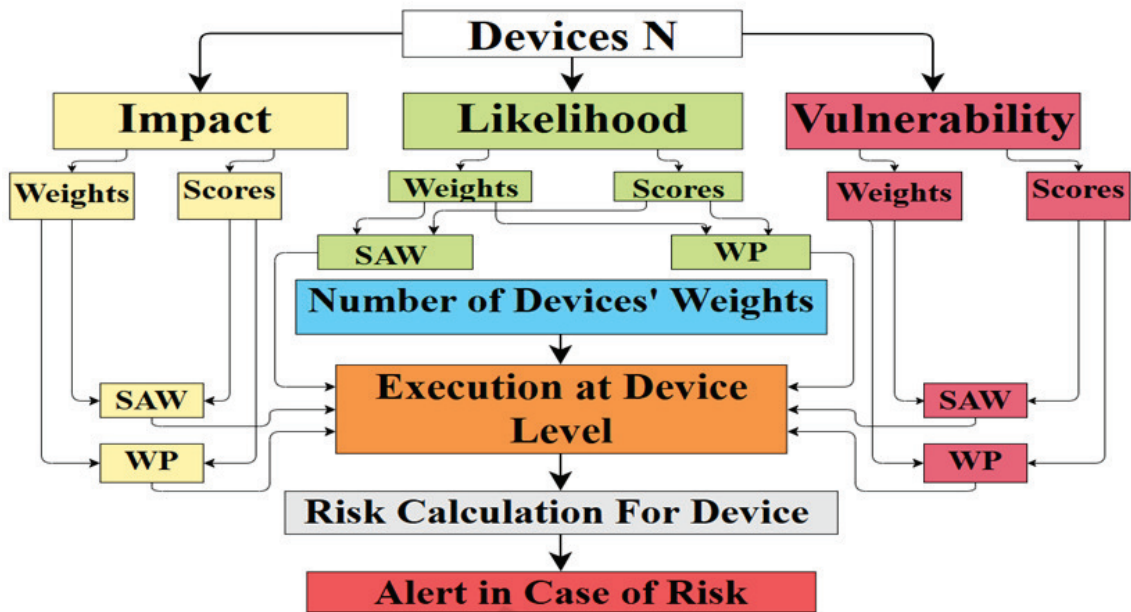 Devices N
Impact
Likelihood
Vulnerability
Weights
Scores
Weights
Scores
Weights
Scores
SAW
WP
Number of Devices' Weights
Execution at Device
Level
SAW
WP
SAW
WP
Risk Calculation For Device
Alert in Case of Risk